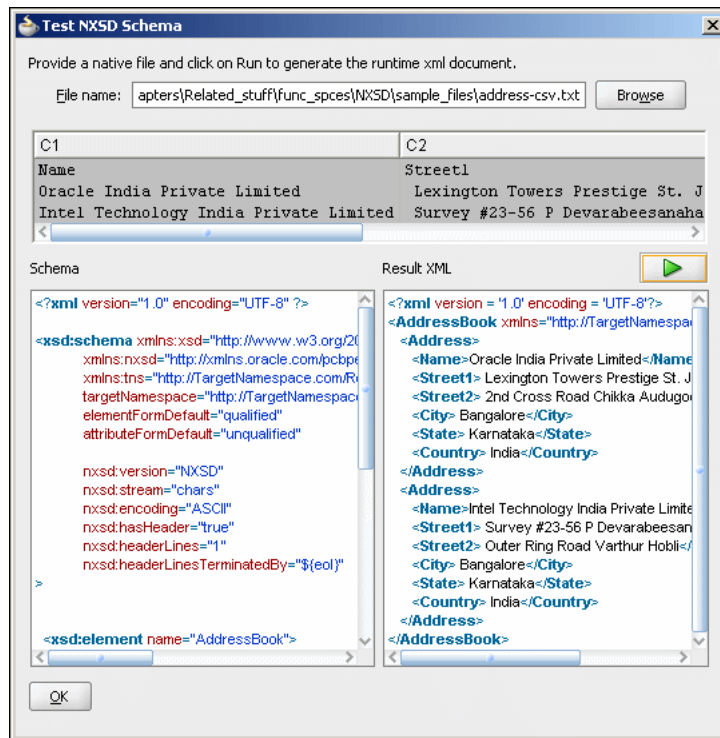 Test NXSD Schema
Provide a native file and click on Run to generate the runtime xml document.
File name: apters\Related_stuff\func_spces\NXSD\sample_files\address-csv.txt Browse
C1 C2
Name Street1
Oracle India Private Limited Lexington Towers Prestige St. J
Intel Technology India Private Limited Survey #23-56 P Devarabeesanaha
Schema
<?xml version="1.0" encoding="UTF-8" ?>
<xsd:schema xmlns:xsd="http://www.w3.org/20
xmlns:nxsd="http://xmlns.oracle.com/pcbpe
xmlns:tns="http://TargetNamespace.com/Re
targetNamespace="http://TargetNamespac
elementFormDefault="qualified"
attributeFormDefault="unqualified"
nxsd:version="NXSD"
nxsd:stream="chars"
nxsd:encoding="ASCII"
nxsd:hasHeader="true"
nxsd:headerLines="1"
nxsd:headerLinesTerminatedBy="${eol}"
>
<xsd:element name="AddressBook">
Result XML
<?xml version = '1.0' encoding = 'UTF-8'?>
<AddressBook xmlns="http://TargetNamespa
<Address>
<Name>Oracle India Private Limited</Name
<Street1> Lexington Towers Prestige St. J
<Street2> 2nd Cross Road Chikka Audugo
<City> Bangalore</City>
<State> Karnataka</State>
<Country> India</Country>
</Address>
<Address>
<Name>Intel Technology India Private Limite
<Street1> Survey #23-56 P Devarabeesan
<Street2> Outer Ring Road Varthur Hobli</
<City> Bangalore</City>
<State> Karnataka</State>
<Country> India</Country>
</Address>
</AddressBook>
OK